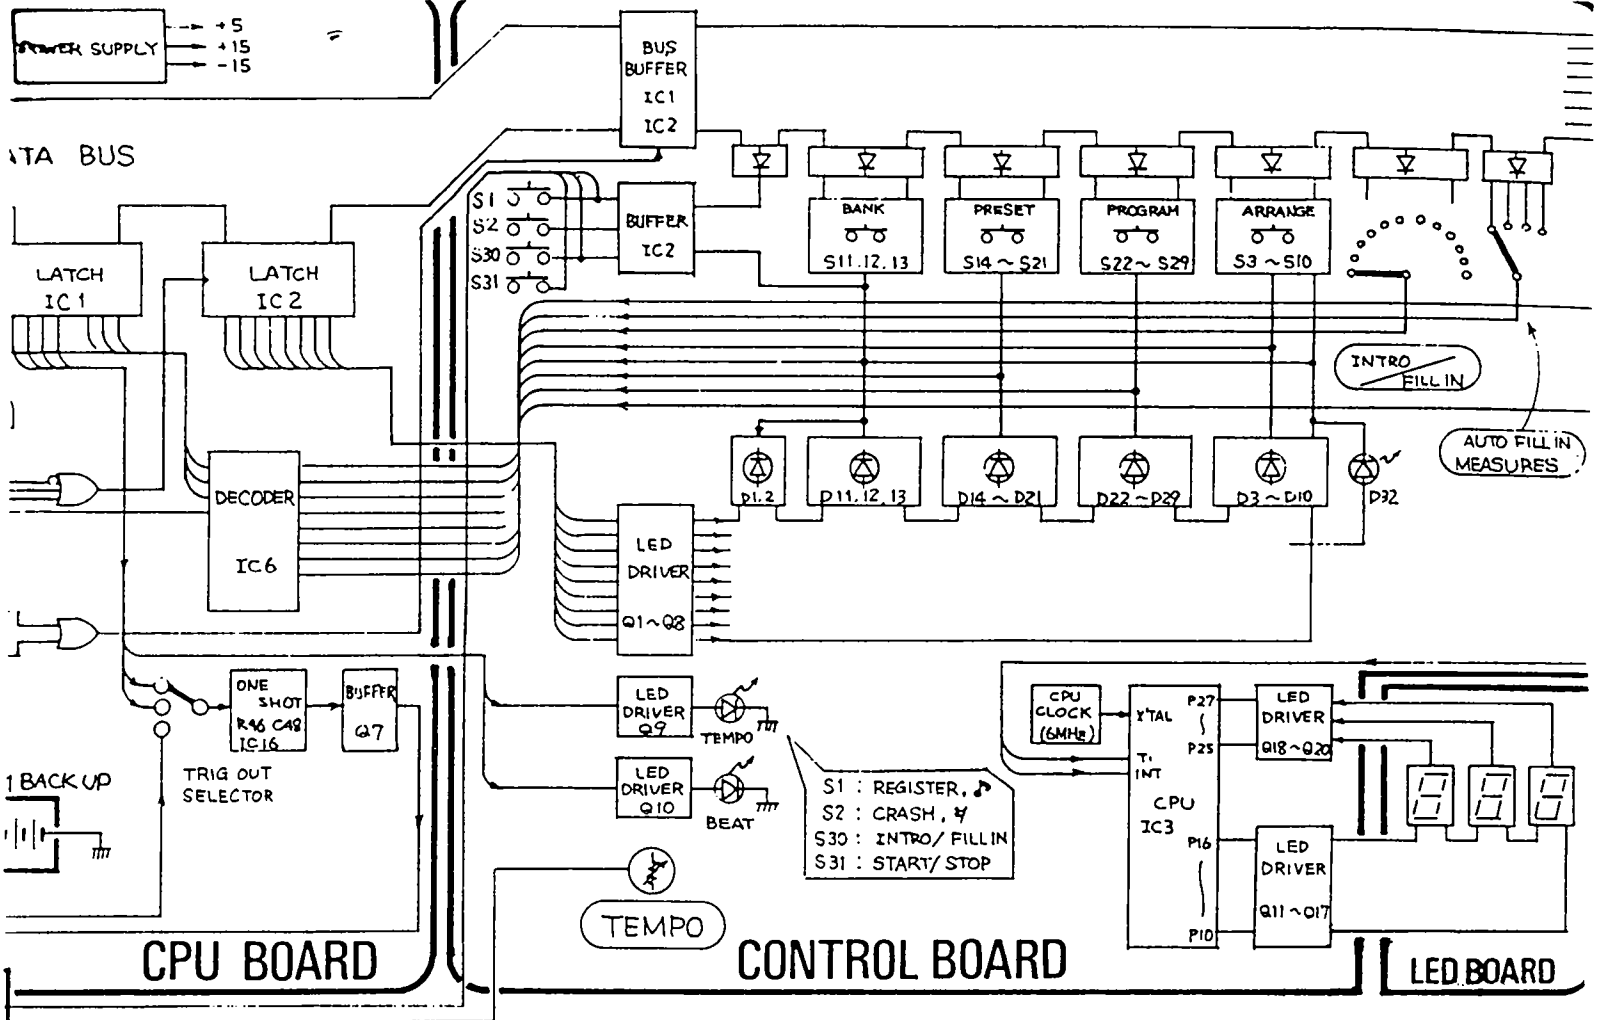 +5
SUPPLY
+15
-15
BUS
BUFFER
IC1
IC2
BUS
S1
S2
S30
S31
BUFFER
IC2
BANK
S11.12.13
PRESET
S14~S21
PROGRAM
S22~S29
ARRANGE
S3~S10
LATCH
IC1
LATCH
IC2
INTRO
FILL IN
AUTO FILL IN
MEASURES
DECODER
IC6
D1.2
D11.12.13
D14~D21
D22~D29
D3~D10
D32
LED
DRIVER
Q1~Q8
ONE
SHOT
R46 C48
IC16
BUFFER
Q7
TRIG OUT
SELECTOR
BACK UP
LED
DRIVER
Q9
TEMPO
LED
DRIVER
Q10
BEAT
S1 : REGISTER, ♪
S2 : CRASH,
S30 : INTRO/FILL IN
S31 : START/STOP
TEMPO
CPU
CLOCK
(6MHz)
X'TAL
T1
INT
CPU
IC3
P27
P25
P16
P10
LED
DRIVER
Q18~Q20
LED
DRIVER
Q11~Q17
8
8
8
CPU BOARD
CONTROL BOARD
LED BOARD